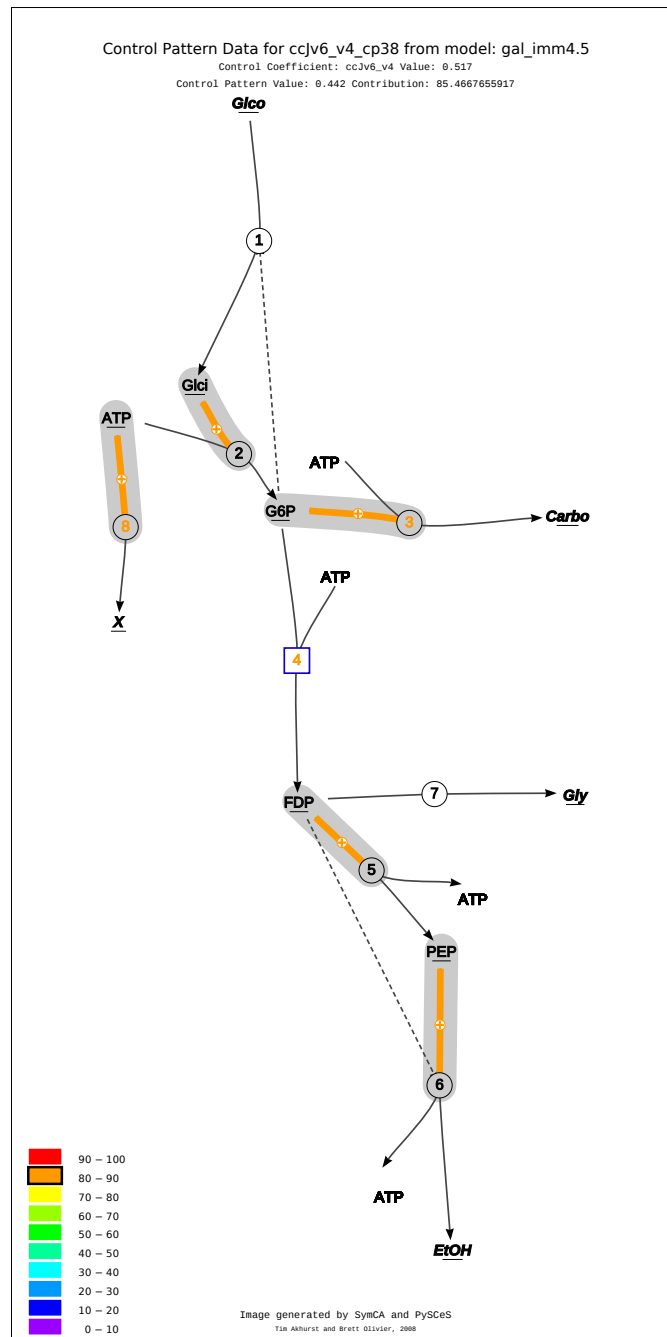 Control Pattern Data for ccJv6_v4_cp38 from model: gal_imm4.5
Control Coefficient: ccJv6_v4 Value: 0.517
Control Pattern Value: 0.442 Contribution: 85.4667655917
Glco
1
Glci
ATP
2
ATP
G6P
3
Carbo
8
ATP
X
4
7
Gly
FDP
5
ATP
PEP
6
ATP
EtOH
90 – 100
80 – 90
70 – 80
60 – 70
50 – 60
40 – 50
30 – 40
20 – 30
10 – 20
0 – 10
Image generated by SymCA and PySCeS
Tim Akhurst and Brett Olivier, 2008